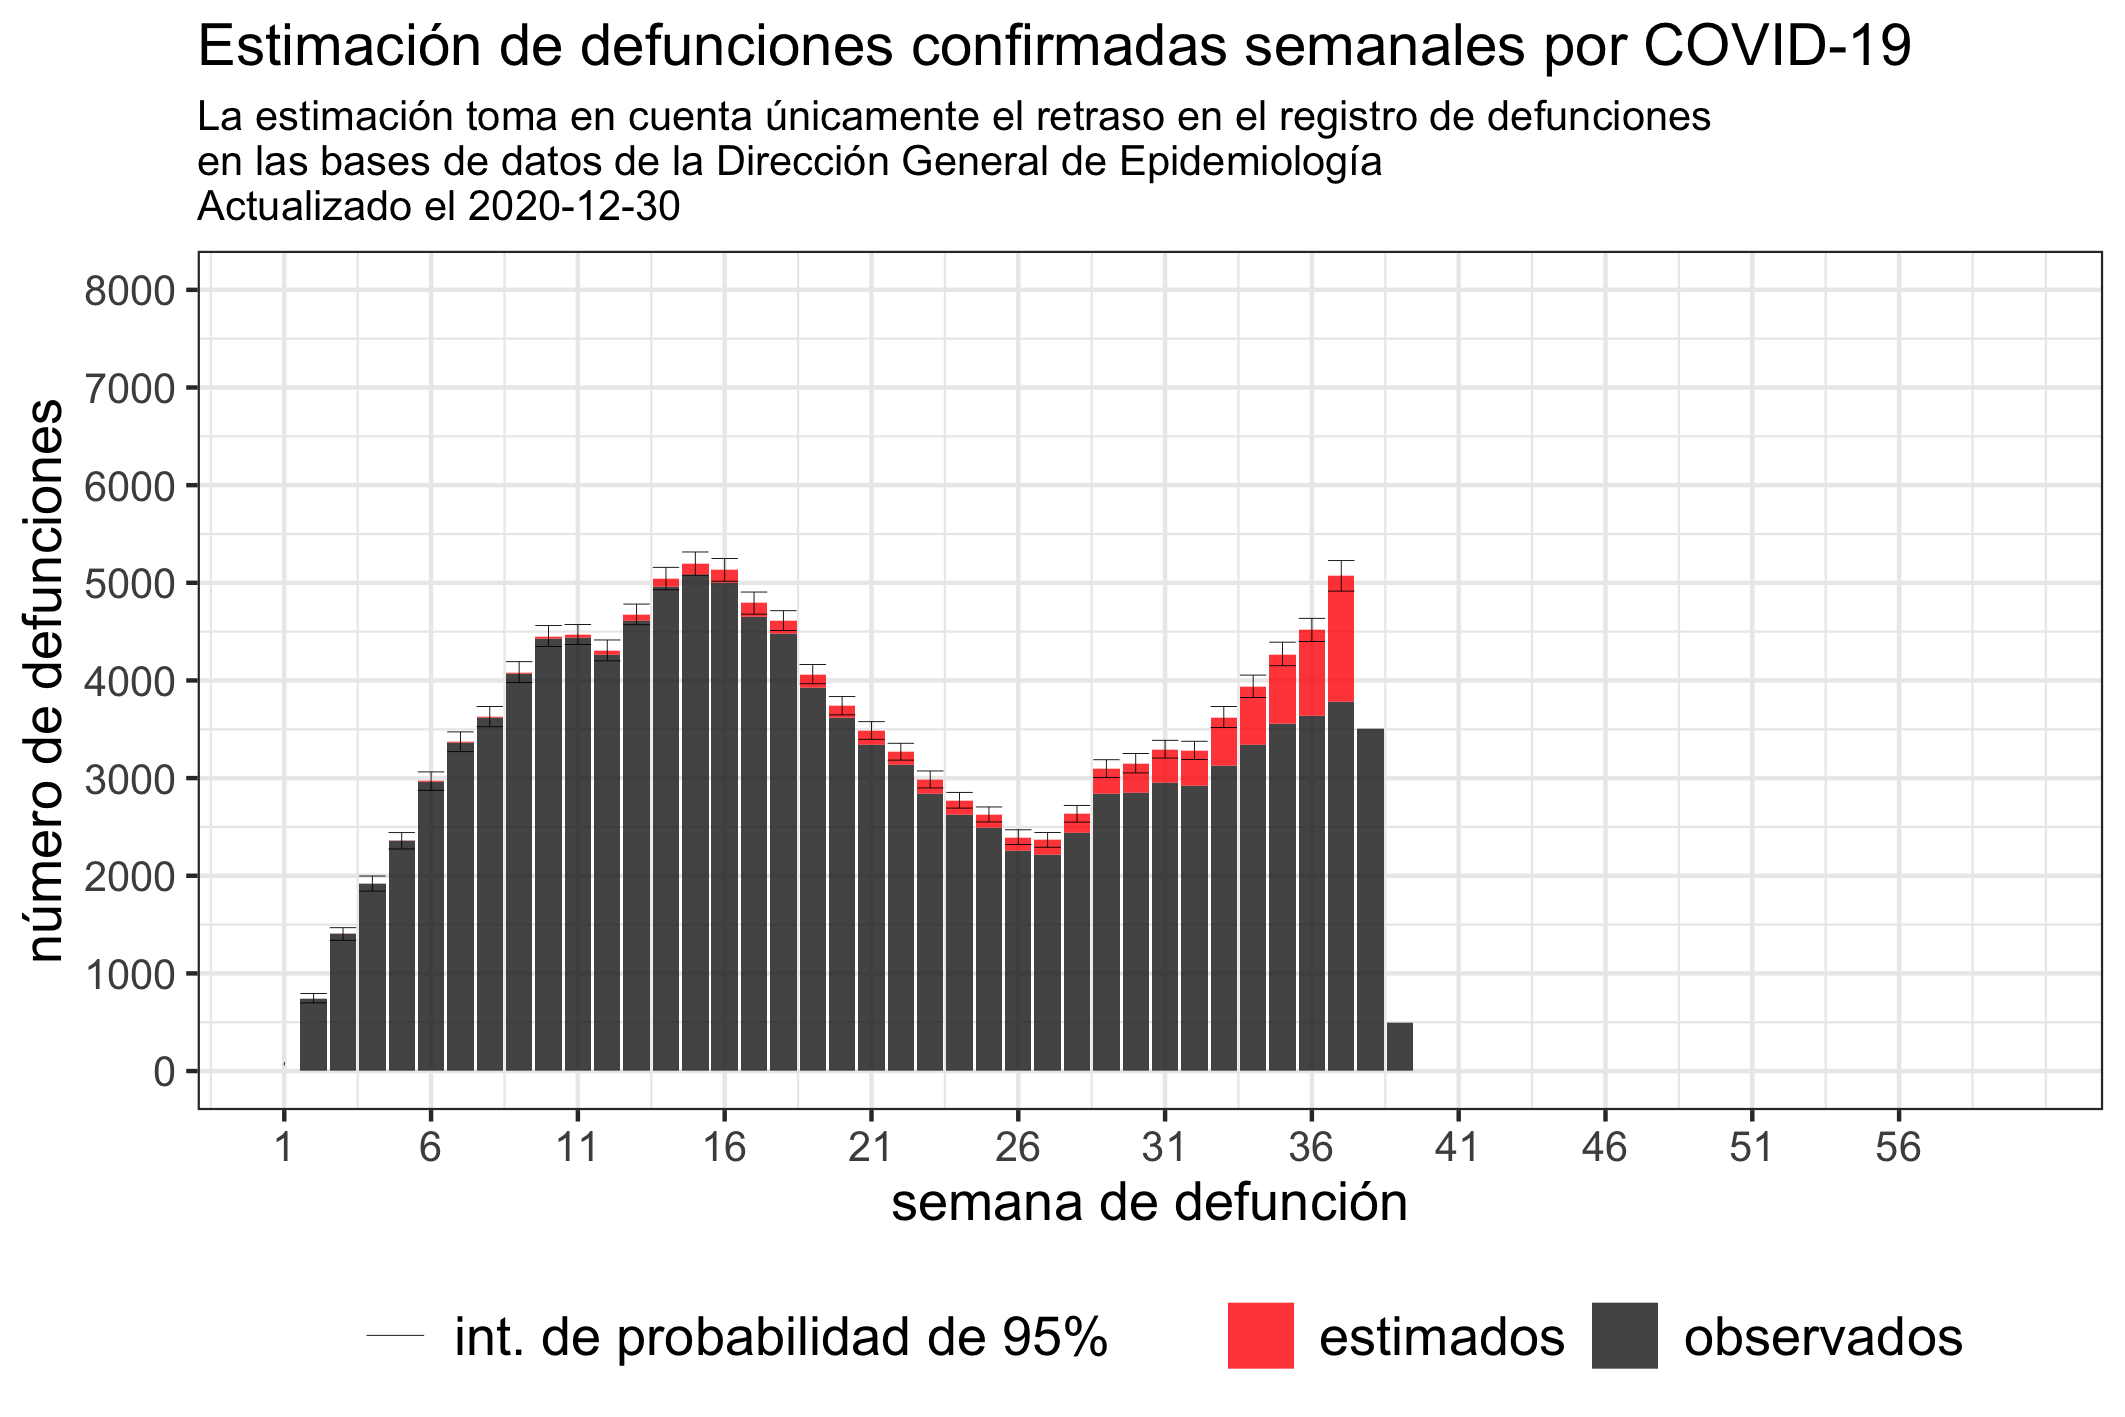 Estimación de defunciones confirmadas semanales por COVID-19
La estimación toma en cuenta únicamente el retraso en el registro de defunciones
en las bases de datos de la Dirección General de Epidemiología
Actualizado el 2020-12-30
número de defunciones
8000
7000
6000
5000
4000
3000
2000
1000
0
1 6 11 16 21 26 31 36 41 46 51 56
semana de defunción
int. de probabilidad de 95% estimados observados